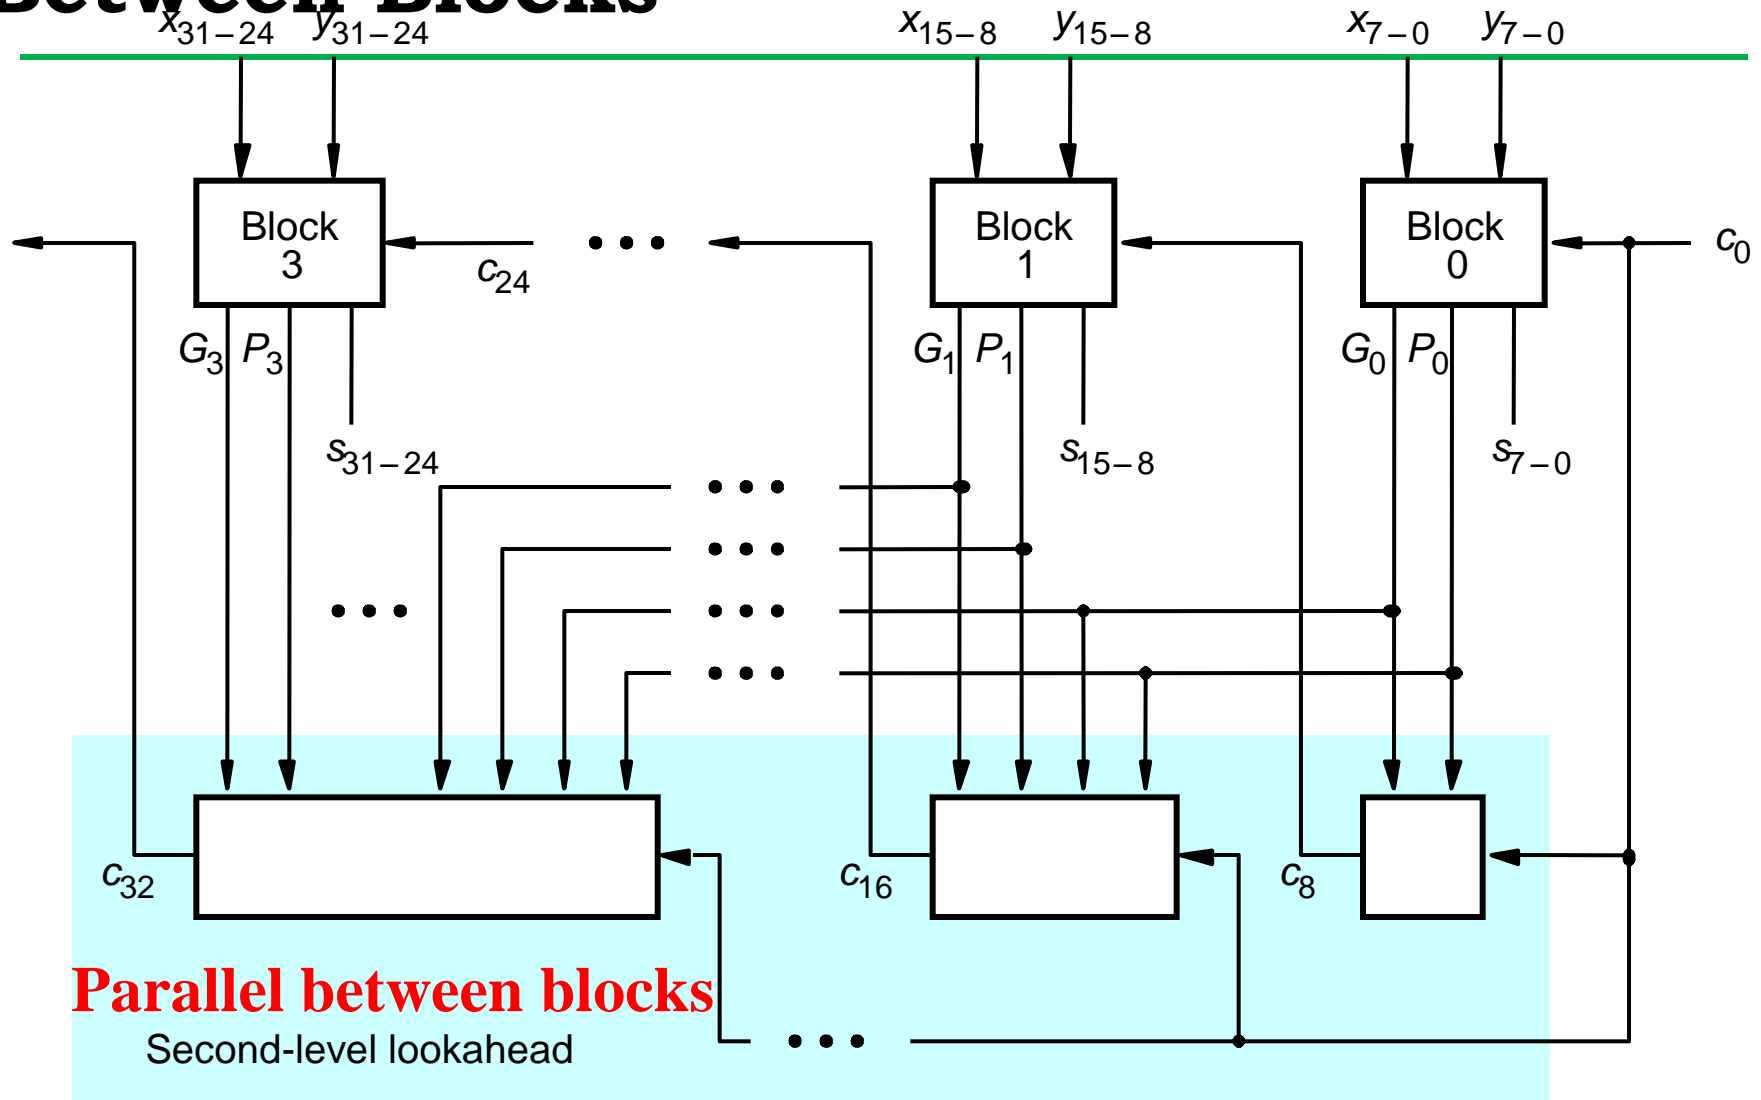 Between Blocks
x31–24 y31–24 x15–8 y15–8 x7–0 y7–0
Block 3
Block 1
Block 0
c24
c0
G3 P3
G1 P1
G0 P0
s31–24
s15–8
s7–0
c32
c16
c8
Parallel between blocks
Second-level lookahead